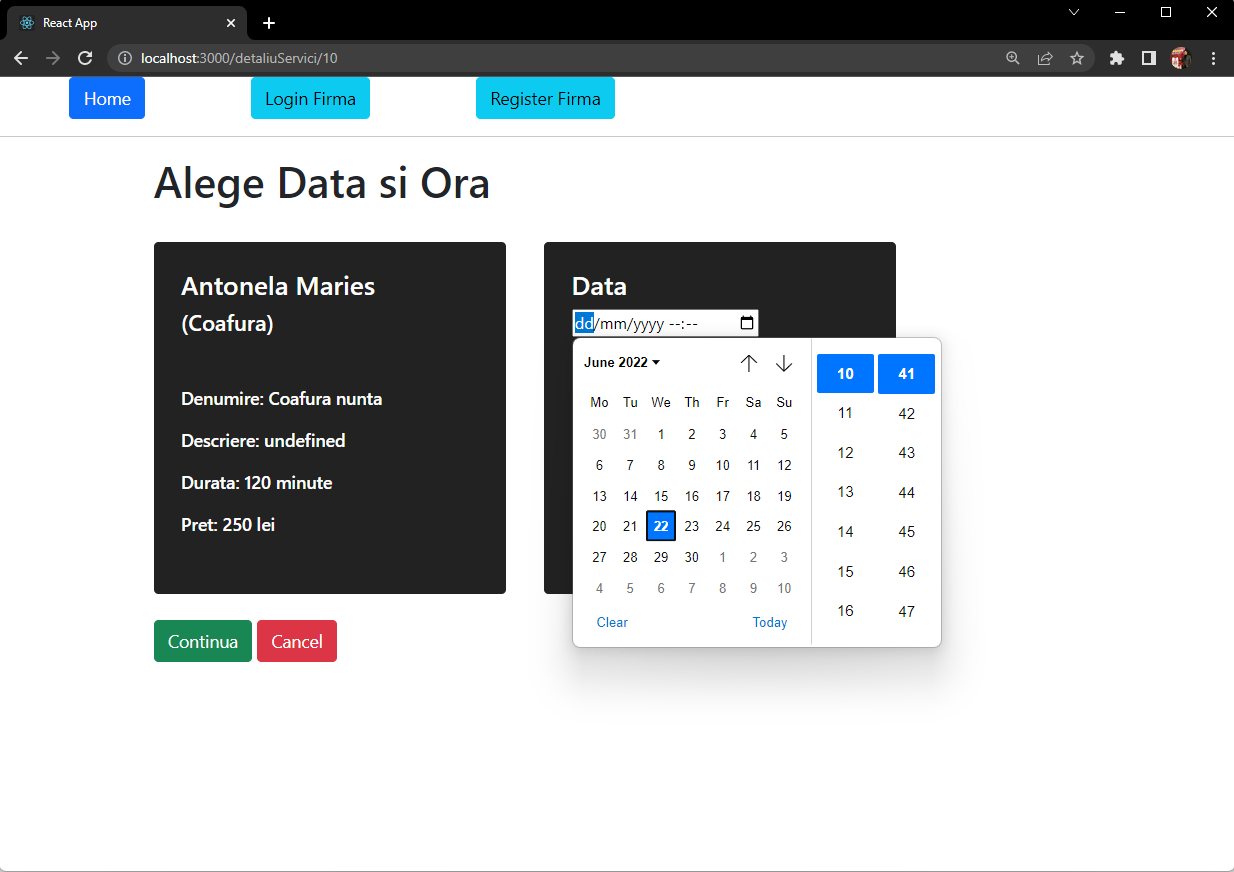 React App
localhost:3000/detaliuServici/10
Home Login Firma Register Firma
Alege Data si Ora
Antonela Maries
(Coafura)
Denumire: Coafura nunta
Descriere: undefined
Durata: 120 minute
Pret: 250 lei
Continua Cancel
Data
dd/mm/yyyy --:--
June 2022
Mo Tu We Th Fr Sa Su
30 31 1 2 3 4 5
6 7 8 9 10 11 12
13 14 15 16 17 18 19
20 21 22 23 24 25 26
27 28 29 30 1 2 3
4 5 6 7 8 9 10
Clear Today
10 41
11 42
12 43
13 44
14 45
15 46
16 47